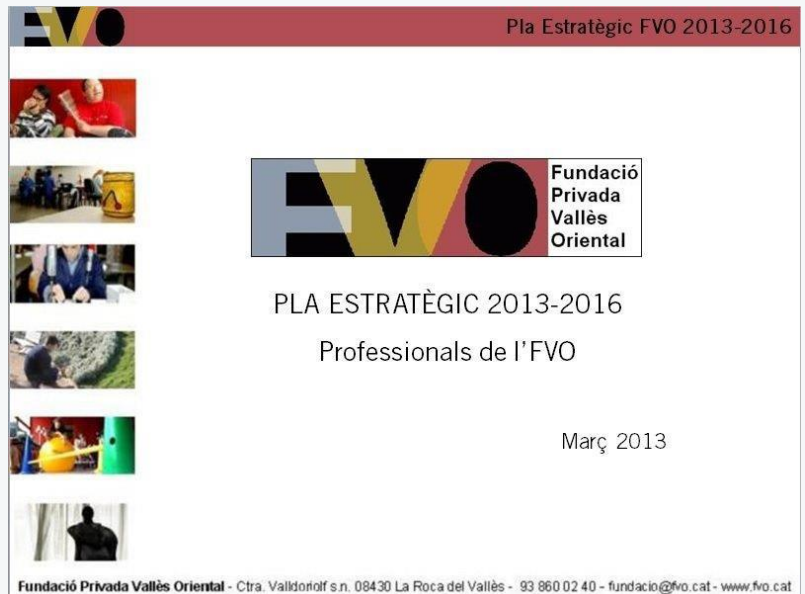 FVO
Pla Estratègic FVO 2013-2016
FVO
Fundació
Privada
Vallès
Oriental
PLA ESTRATÈGIC 2013-2016
Professionals de l'FVO
Març 2013
Fundació Privada Vallès Oriental - Ctra. Valldoriolf s.n. 08430 La Roca del Vallès - 93 860 02 40 - fundacio@fvo.cat - www.fvo.cat